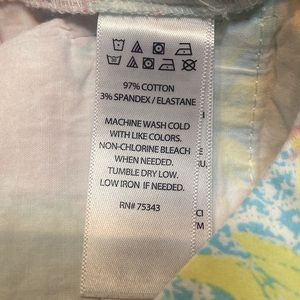 97% COTTON
3% SPANDEX / ELASTANE
MACHINE WASH COLD
WITH LIKE COLORS.
NON-CHLORINE BLEACH
WHEN NEEDED.
TUMBLE DRY LOW.
LOW IRON IF NEEDED.
RN# 75343